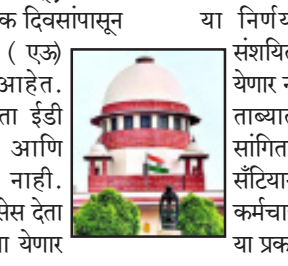 क दिवसांपासून
( एऊ)
आहेत.
ता ईडी
आणि
नाही.
सेस देता
ा येणार
या निर्णय
संशयित
येणार न
ताब्यात
सांगित
सँटियाग
कर्मचा
या प्रक